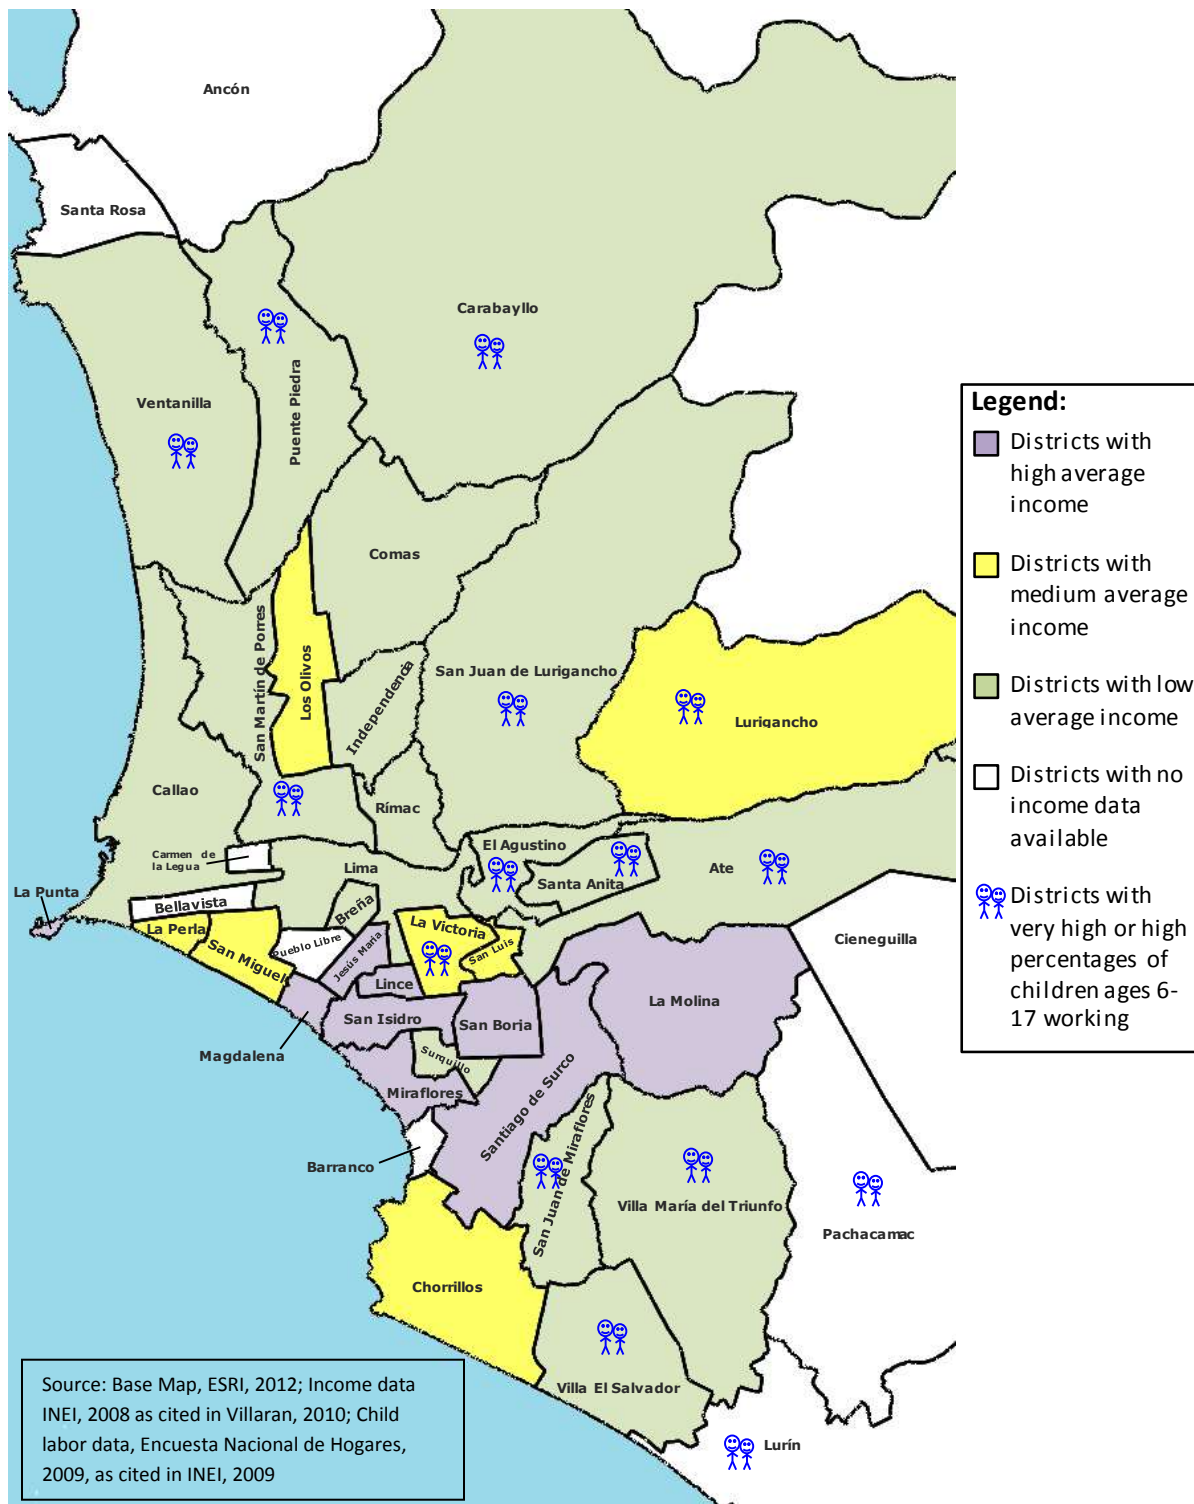 Ancón
Santa Rosa
Carabayllo
Ventanilla
Puente Piedra
Comas
San Martín de Porres
Los Olivos
Independencia
San Juan de Lurigancho
Lurigancho
Callao
Rímac
El Agustino
Carmen de
la Legua
Lima
Santa Anita
Ate
La Punta
Bellavista
Breña
La Perla
La Victoria
San Miguel
Pueblo Libre
Jesús María
San Luis
Cieneguilla
Lince
La Molina
San Isidro
San Borja
Magdalena
Surquillo
Miraflores
Santiago de Surco
San Juan de Miraflores
Barranco
Villa María del Triunfo
Pachacamac
Chorrillos
Villa El Salvador
Lurín
Legend:
Districts with
high average
income
Districts with
medium average
income
Districts with low
average income
Districts with no
income data
available
Districts with
very high or high
percentages of
children ages 6-
17 working
Source: Base Map, ESRI, 2012; Income data
INEI, 2008 as cited in Villaran, 2010; Child
labor data, Encuesta Nacional de Hogares,
2009, as cited in INEI, 2009